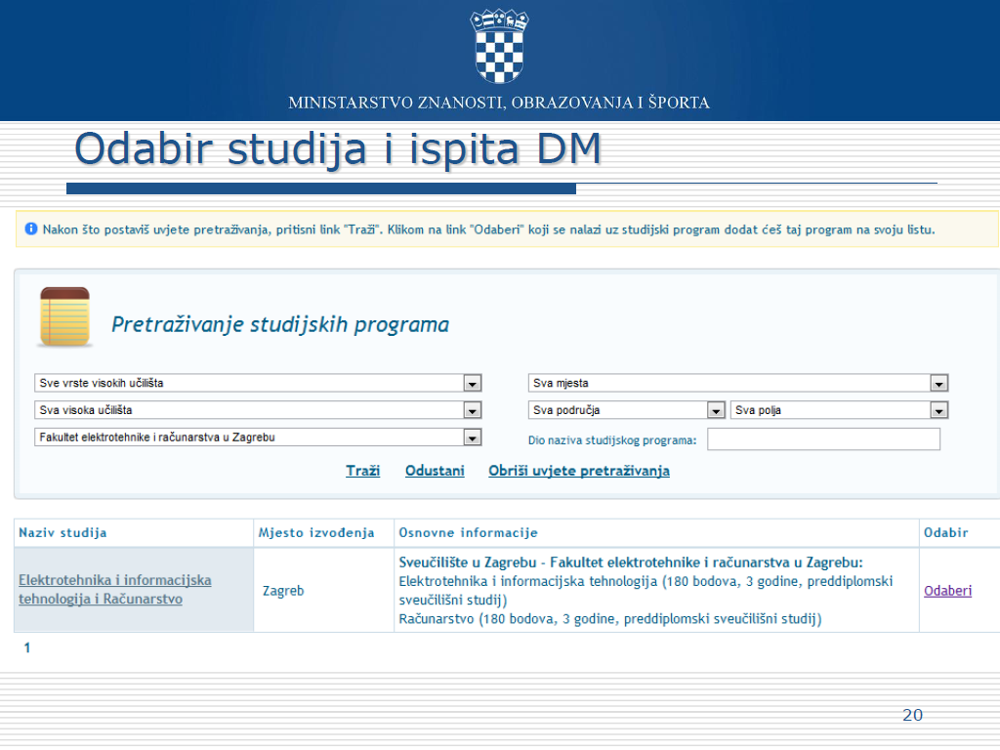 MINISTARSTVO ZNANOSTI, OBRAZOVANJA I ŠPORTA
Odabir studija i ispita DM
Nakon što postaviš uvjete pretraživanja, pritisni link "Traži". Klikom na link "Odaberi" koji se nalazi uz studijski program dodat ćeš taj program na svoju listu.
Pretraživanje studijskih programa
Sve vrste visokih učilišta
Sva mjesta
Sva visoka učilišta
Sva područja
Sva polja
Fakultet elektrotehnike i računarstva u Zagrebu
Dio naziva studijskog programa:
Traži Odustani Obriši uvjete pretraživanja
Naziv studija Mjesto izvođenja Osnovne informacije Odabir
Elektrotehnika i informacijska
tehnologija i Računarstvo
Zagreb
Sveučilište u Zagrebu - Fakultet elektrotehnike i računarstva u Zagrebu:
Elektrotehnika i informacijska tehnologija (180 bodova, 3 godine, preddiplomski
sveučilišni studij)
Računarstvo (180 bodova, 3 godine, preddiplomski sveučilišni studij)
Odaberi
1
20